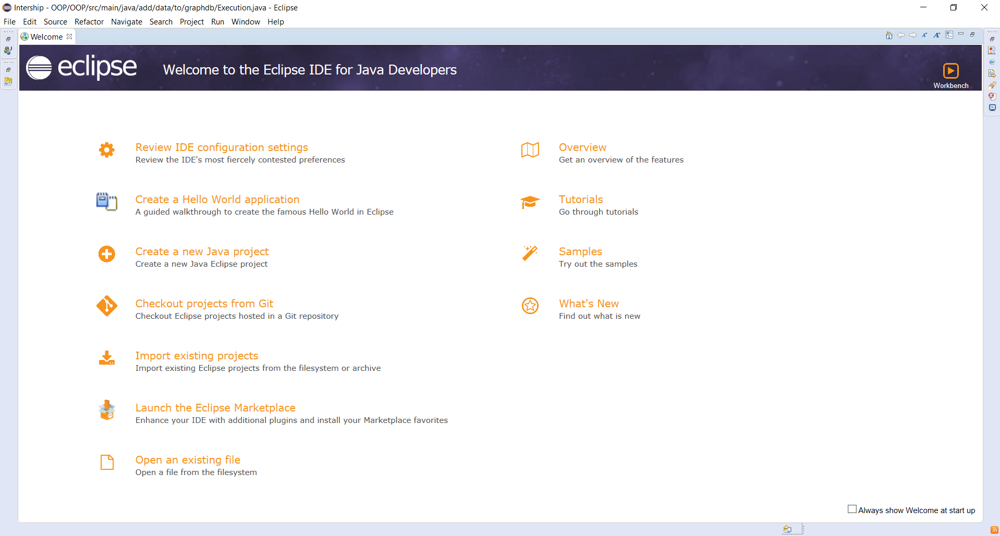 Intership - OOP/OOP/src/main/java/add/data/to/graphdb/Execution.java - Eclipse
File Edit Source Refactor Navigate Search Project Run Window Help
Welcome
eclipse
Welcome to the Eclipse IDE for Java Developers
Workbench
Review IDE configuration settings
Review the IDE's most fiercely contested preferences
Create a Hello World application
A guided walkthrough to create the famous Hello World in Eclipse
Create a new Java project
Create a new Java Eclipse project
Checkout projects from Git
Checkout Eclipse projects hosted in a Git repository
Import existing projects
Import existing Eclipse projects from the filesystem or archive
Launch the Eclipse Marketplace
Enhance your IDE with additional plugins and install your Marketplace favorites
Open an existing file
Open a file from the filesystem
Overview
Get an overview of the features
Tutorials
Go through tutorials
Samples
Try out the samples
What's New
Find out what is new
Always show Welcome at start up